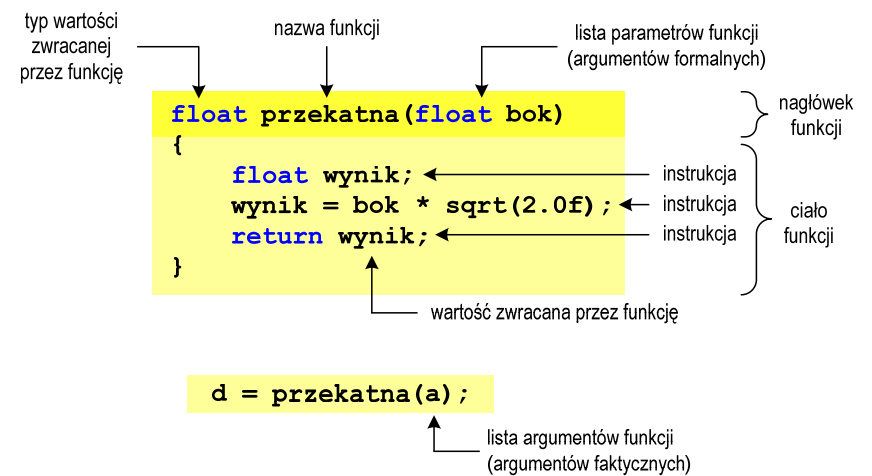 typ wartości
zwracanej
przez funkcję
nazwa funkcji
lista parametrów funkcji
(argumentów formalnych)
float przekatna(float bok)
nagłówek
funkcji
{
float wynik;
instrukcja
wynik = bok * sqrt(2.0f);
instrukcja
return wynik;
instrukcja
}
ciało
funkcji
wartość zwracana przez funkcję
d = przekatna(a);
lista argumentów funkcji
(argumentów faktycznych)